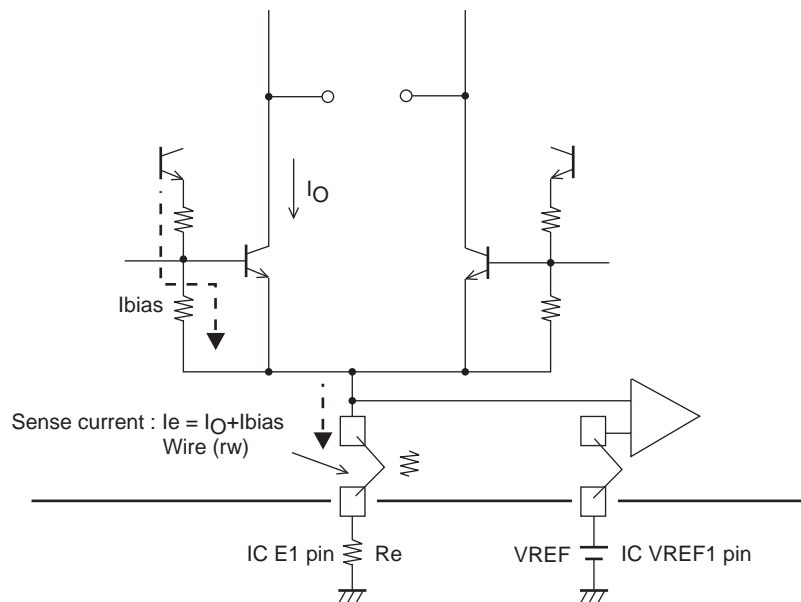 IO
Ibias
Sense current : Ie = IO+Ibias
Wire (rw)
IC E1 pin
Re
VREF
IC VREF1 pin